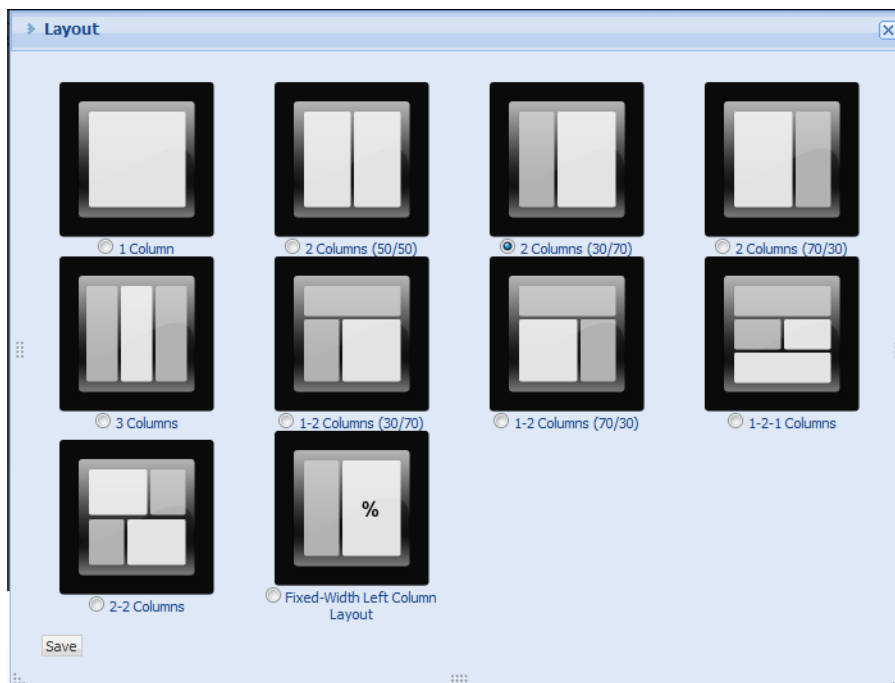 Layout
1 Column
2 Columns (50/50)
2 Columns (30/70)
2 Columns (70/30)
3 Columns
1-2 Columns (30/70)
1-2 Columns (70/30)
1-2-1 Columns
%
2-2 Columns
Fixed-Width Left Column
Layout
Save